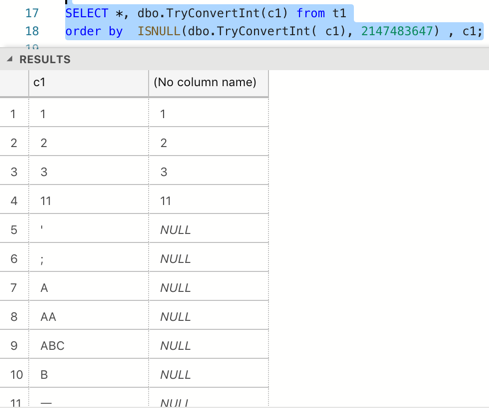 17 SELECT *, dbo.TryConvertInt(c1) from t1
18 order by ISNULL(dbo.TryConvertInt( c1), 2147483647) , c1;
19
RESULTS
c1 (No column name)
1 1 1
2 2 2
3 3 3
4 11 11
5 ' NULL
6 ; NULL
7 A NULL
8 AA NULL
9 ABC NULL
10 B NULL
11 — NULL